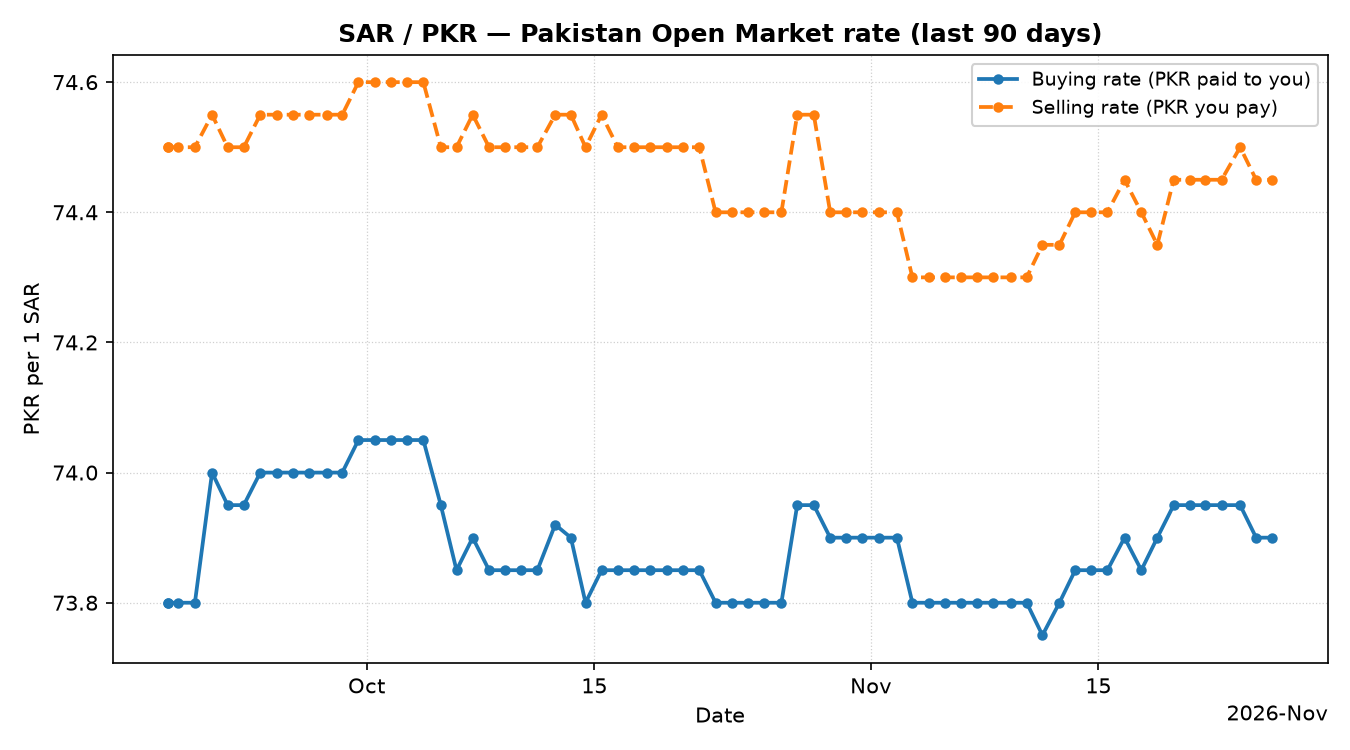 SAR / PKR — Pakistan Open Market rate (last 90 days)
Buying rate (PKR paid to you)
Selling rate (PKR you pay)
PKR per 1 SAR
74.6
74.4
74.2
74.0
73.8
Oct
15
Nov
15
Date
2026-Nov